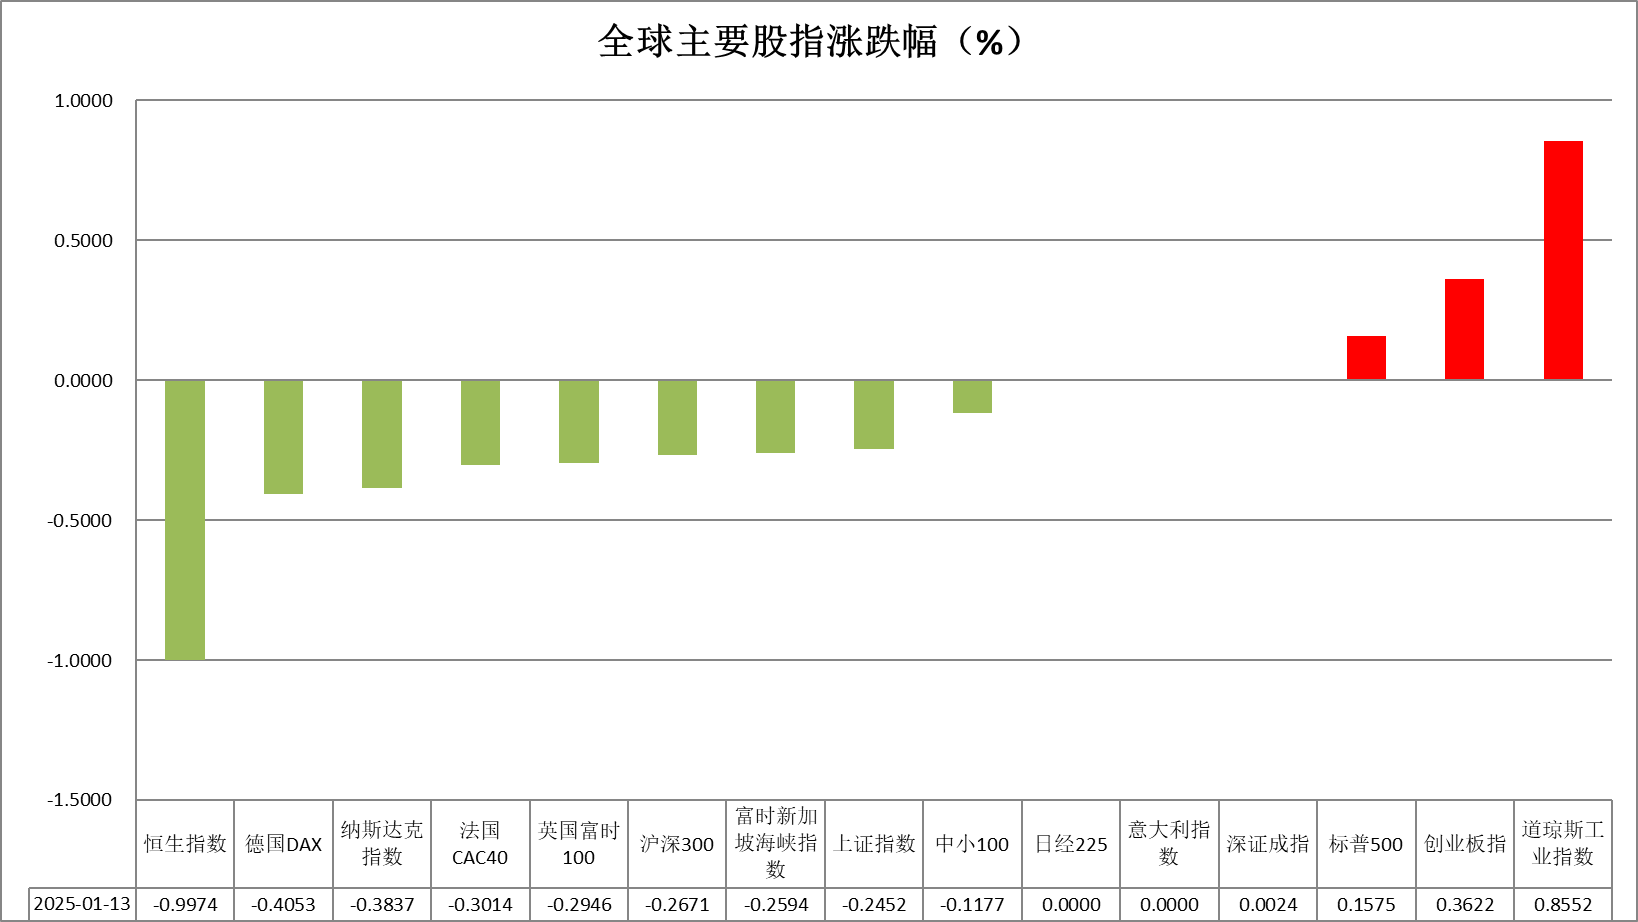 全球主要股指涨跌幅（%）
1.0000
0.5000
0.0000
-0.5000
-1.0000
-1.5000
恒生指数
德国DAX
纳斯达克
指数
法国
CAC40
英国富时
100
沪深300
富时新加
坡海峡指
数
上证指数
中小100
日经225
意大利指
数
深证成指
标普500
创业板指
道琼斯工
业指数
2025-01-13 -0.9974 -0.4053 -0.3837 -0.3014 -0.2946 -0.2671 -0.2594 -0.2452 -0.1177 0.0000 0.0000 0.0024 0.1575 0.3622 0.8552